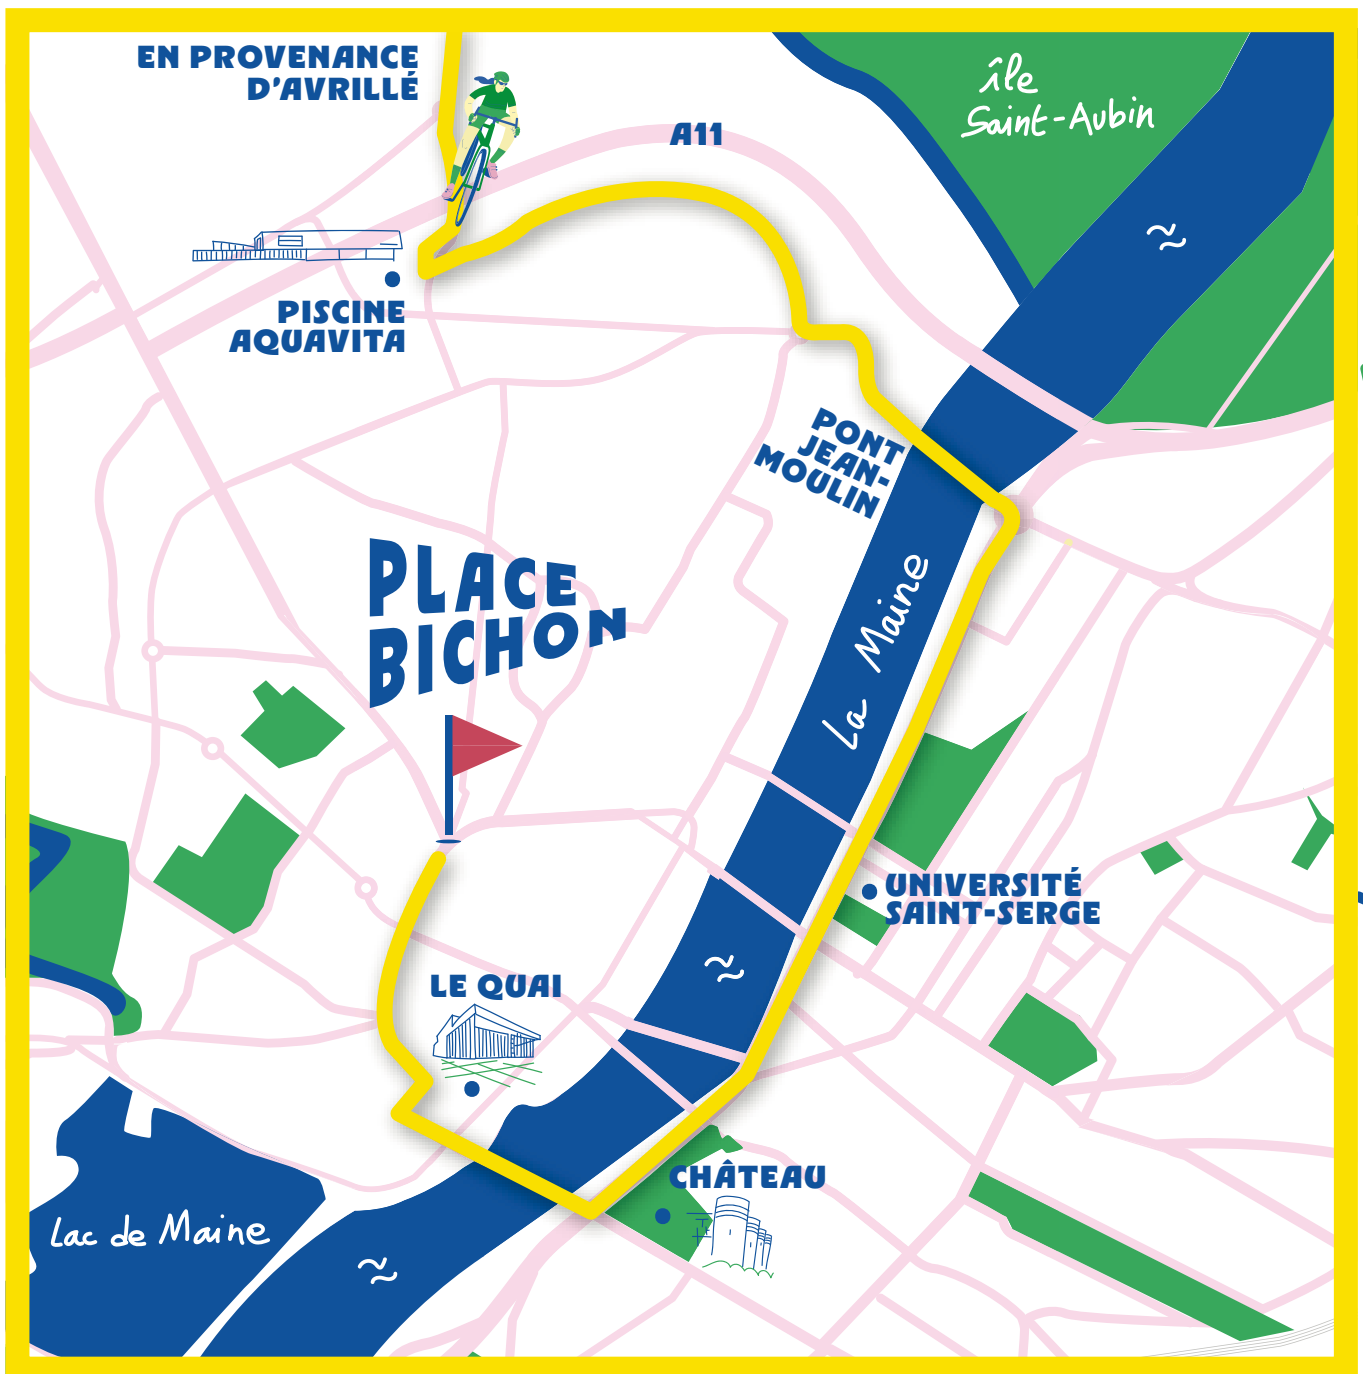 EN PROVENANCE
D'AVRILLÉ
île
Saint-Aubin
A11
PISCINE
AQUAVITA
PONT
JEAN-
MOULIN
PLACE
BICHON
La Maine
UNIVERSITÉ
SAINT-SERGE
LE QUAI
CHÂTEAU
Lac de Maine